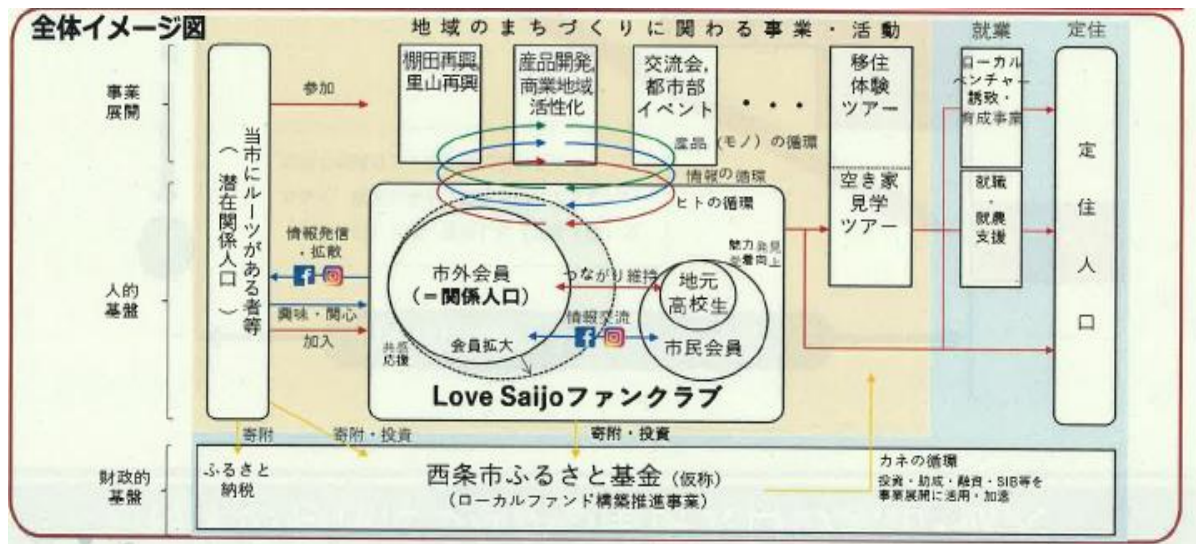 全体イメージ図
地域のまちづくりに関わる事業・活動
就業
定住
事業
展開
人的
基盤
財政的
基盤
当市にルーツがある者等
(潜在関係人口)
参加
棚田再興,
里山再興
産品開発,
商業地域
活性化
交流会,
都市部
イベント
・・・
移住
体験
ツアー
空き家
見学
ツアー
ローカル
ベンチャー
誘致・
育成事業
就職
・
就農
支援
定住人口
産品(モノ)の循環
情報の循環
ヒトの循環
情報発信
・拡散
興味・関心
加入
市外会員
(=関係人口)
つながり維持
魅力発見
愛着向上
地元
高校生
情報交流
市民会員
会員拡大
共感
応援
Love Saijoファンクラブ
寄附
寄附・投資
寄附・投資
ふるさと
納税
西条市ふるさと基金(仮称)
(ローカルファンド構築推進事業)
カネの循環
投資・助成・融資・SIB等を
事業展開に活用・加速